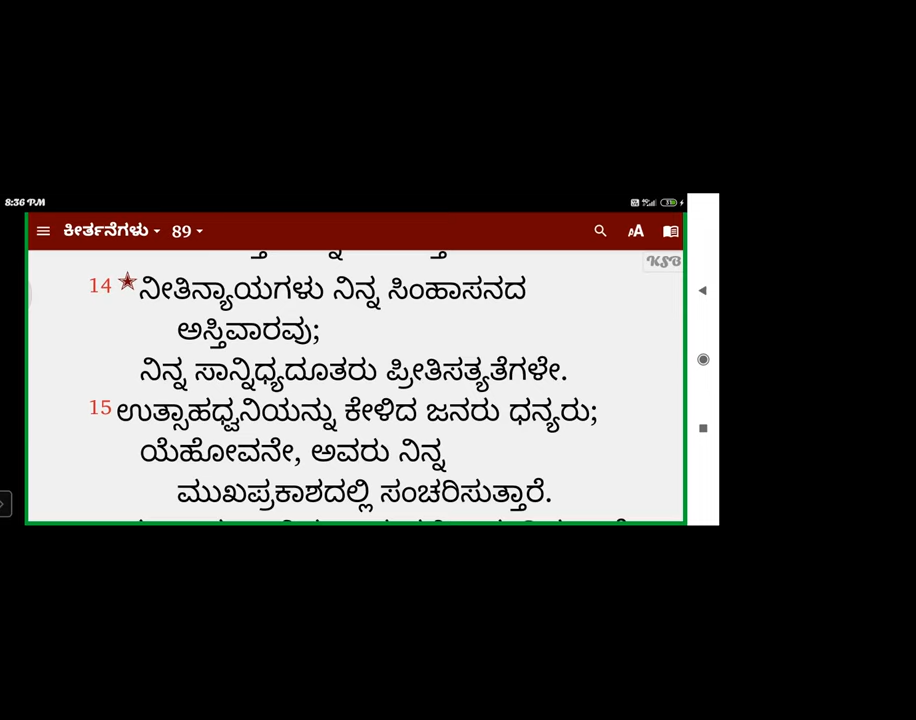 8:36 PM
ಕೀರ್ತನೆಗಳು 89
AA
KSB
14 ನೀತಿನ್ಯಾಯಗಳು ನಿನ್ನ ಸಿಂಹಾಸನದ
ಅಸ್ತಿವಾರವು;
ನಿನ್ನ ಸಾನ್ನಿಧ್ಯದೂತರು ಪ್ರೀತಿಸತ್ಯತೆಗಳೇ.
15 ಉತ್ಸಾಹಧ್ವನಿಯನ್ನು ಕೇಳಿದ ಜನರು ಧನ್ಯರು;
ಯೆಹೋವನೇ, ಅವರು ನಿನ್ನ
ಮುಖಪ್ರಕಾಶದಲ್ಲಿ ಸಂಚರಿಸುತ್ತಾರೆ.